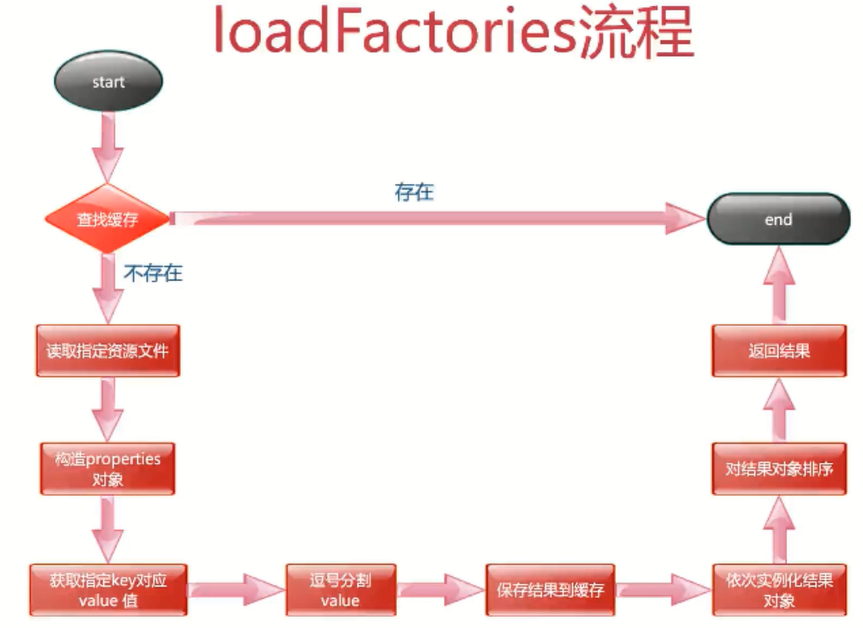 loadFactories流程
start
查找缓存
存在
end
不存在
读取指定资源文件
返回结果
构造properties
对象
对结果对象排序
获取指定key对应
value 值
逗号分割
value
保存结果到缓存
依次实例化结果
对象